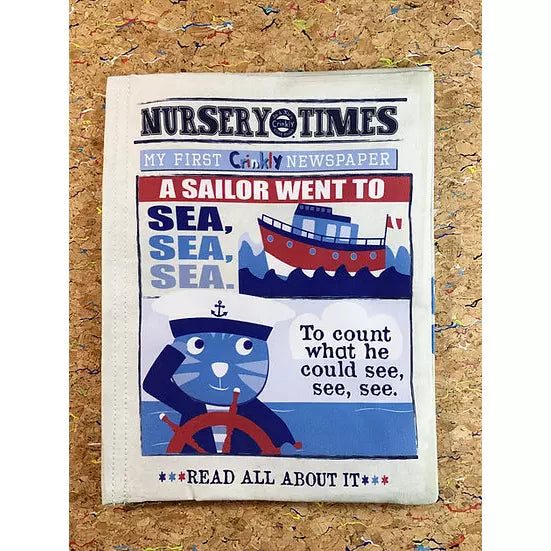 NURSERY Crinkly TIMES
MY FIRST Crinkly NEWSPAPER
A SAILOR WENT TO
SEA,
SEA,
SEA.
To count
what he
could see,
see, see.
***READ ALL ABOUT IT***